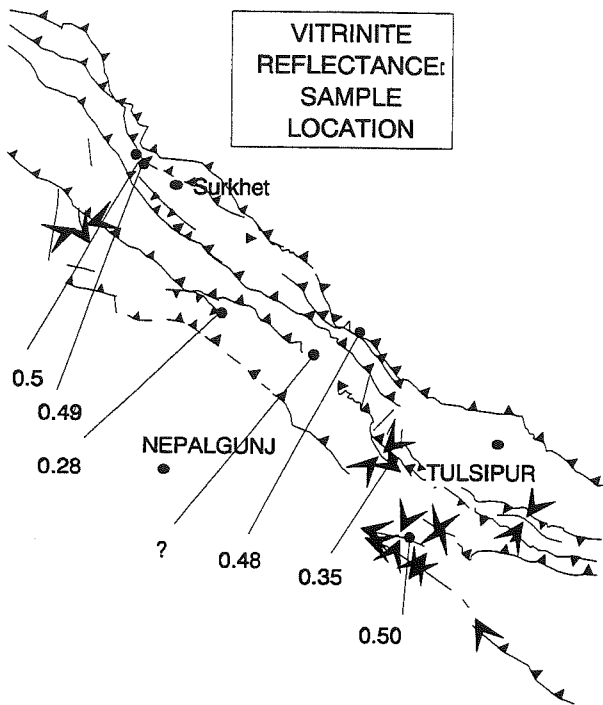 VITRINITE
REFLECTANCE:
SAMPLE
LOCATION
Surkhet
0.5
0.49
0.28
NEPALGUNJ
TULSIPUR
?
0.48
0.35
0.50